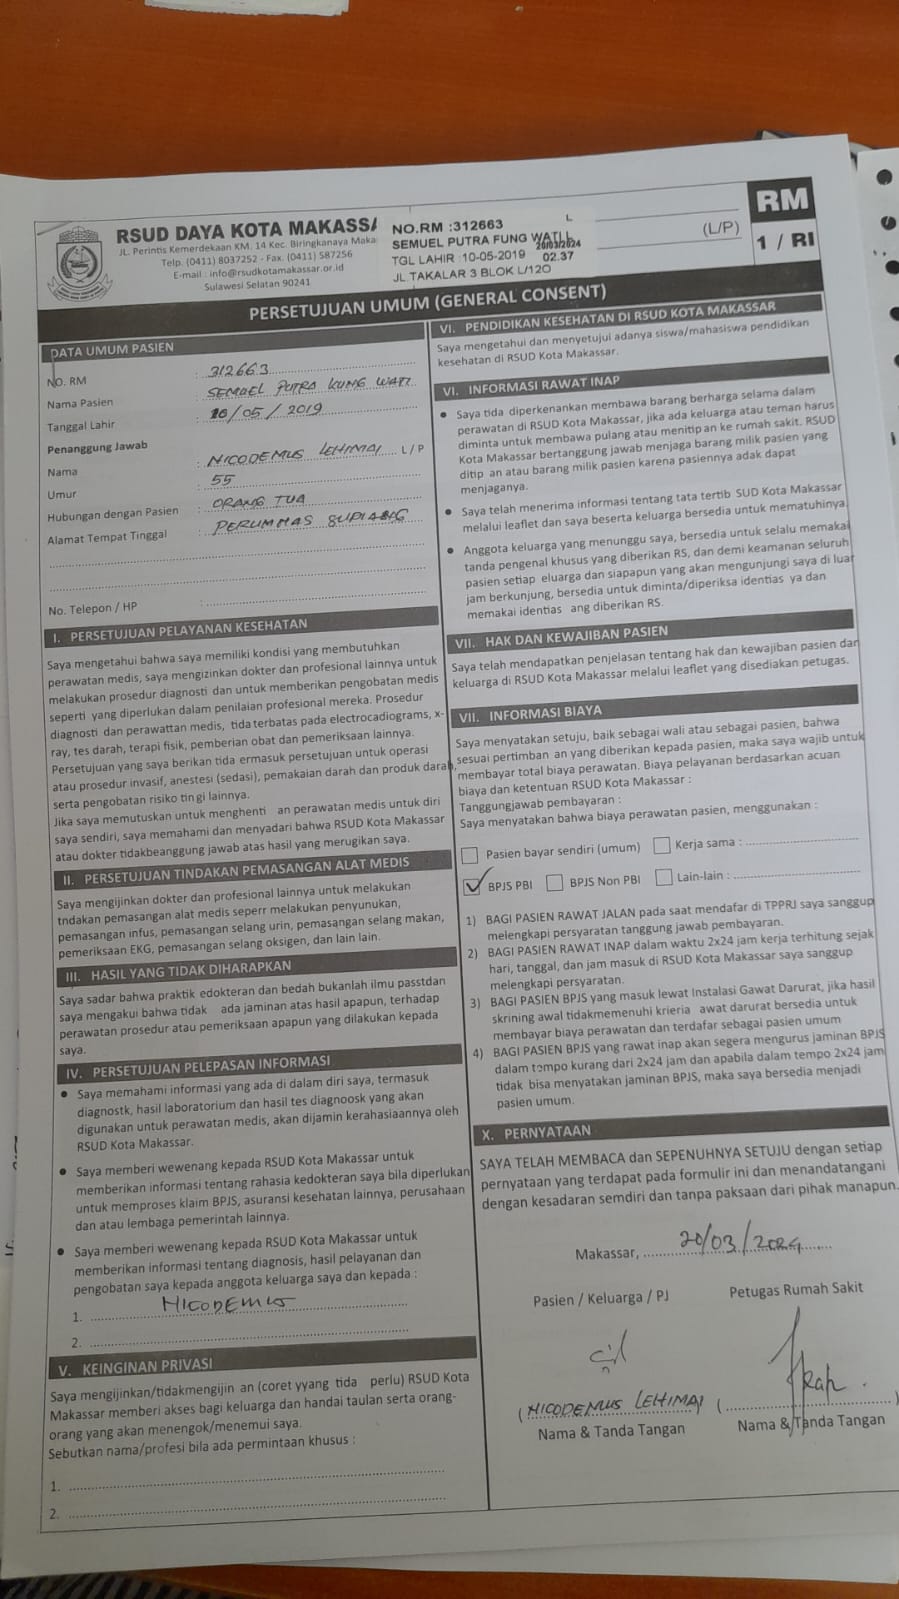 RSUD DAYA KOTA MAKASSA
JL. Perintis Kemerdekaan KM. 14 Kec. Biringkanaya Maka
Telp. (0411) 8037252 - Fax. (0411) 587256
E-mail : info@rsudkotamakassar.or.id
Sulawesi Selatan 90241
L
NO.RM :312663
SEMUEL PUTRA FUNG WATI L
20/03/2024
TGL LAHIR :10-05-2019 02.37
JL TAKALAR 3 BLOK L/12O
(L/P)
RM
1 / RI
PERSETUJUAN UMUM (GENERAL CONSENT)
DATA UMUM PASIEN
NO. RM : 312663
Nama Pasien : SEMUEL PUTRA KUNG WATI
Tanggal Lahir : 10/05/2019
Penanggung Jawab
Nama : NICODEMUS LEHIMAI L/P
Umur : 55
Hubungan dengan Pasien : ORANG TUA
Alamat Tempat Tinggal : PERUMNAS SUDIANG
No. Telepon / HP :
I. PERSETUJUAN PELAYANAN KESEHATAN
Saya mengetahui bahwa saya memiliki kondisi yang membutuhkan
perawatan medis, saya mengizinkan dokter dan profesional lainnya untuk
melakukan prosedur diagnosti dan untuk memberikan pengobatan medis
seperti yang diperlukan dalam penilaian profesional mereka. Prosedur
diagnosti dan perawattan medis, tida terbatas pada electrocadiograms, x-
ray, tes darah, terapi fisik, pemberian obat dan pemeriksaan lainnya.
Persetujuan yang saya berikan tida ermasuk persetujuan untuk operasi
atau prosedur invasif, anestesi (sedasi), pemakaian darah dan produk darah,
serta pengobatan risiko tin gi lainnya.
Jika saya memutuskan untuk menghenti an perawatan medis untuk diri
saya sendiri, saya memahami dan menyadari bahwa RSUD Kota Makassar
atau dokter tidakbeanggung jawab atas hasil yang merugikan saya.
II. PERSETUJUAN TINDAKAN PEMASANGAN ALAT MEDIS
Saya mengijinkan dokter dan profesional lainnya untuk melakukan
tndakan pemasangan alat medis seperr melakukan penyunukan,
pemasangan infus, pemasangan selang urin, pemasangan selang makan,
pemeriksaan EKG, pemasangan selang oksigen, dan lain lain.
III. HASIL YANG TIDAK DIHARAPKAN
Saya sadar bahwa praktik edokteran dan bedah bukanlah ilmu passtdan
saya mengakui bahwa tidak ada jaminan atas hasil apapun, terhadap
perawatan prosedur atau pemeriksaan apapun yang dilakukan kepada
saya.
IV. PERSETUJUAN PELEPASAN INFORMASI
• Saya memahami informasi yang ada di dalam diri saya, termasuk
diagnostk, hasil laboratorium dan hasil tes diagnoosk yang akan
digunakan untuk perawatan medis, akan dijamin kerahasiaannya oleh
RSUD Kota Makassar.
• Saya memberi wewenang kepada RSUD Kota Makassar untuk
memberikan informasi tentang rahasia kedokteran saya bila diperlukan
untuk memproses klaim BPJS, asuransi kesehatan lainnya, perusahaan
dan atau lembaga pemerintah lainnya.
• Saya memberi wewenang kepada RSUD Kota Makassar untuk
memberikan informasi tentang diagnosis, hasil pelayanan dan
pengobatan saya kepada anggota keluarga saya dan kepada :
1. NICODEMUS
2.
V. KEINGINAN PRIVASI
Saya mengijinkan/tidakmengijin an (coret yyang tida perlu) RSUD Kota
Makassar memberi akses bagi keluarga dan handai taulan serta orang-
orang yang akan menengok/menemui saya.
Sebutkan nama/profesi bila ada permintaan khusus :
1.
2.
VI. PENDIDIKAN KESEHATAN DI RSUD KOTA MAKASSAR
Saya mengetahui dan menyetujui adanya siswa/mahasiswa pendidikan
kesehatan di RSUD Kota Makassar.
VI. INFORMASI RAWAT INAP
• Saya tida diperkenankan membawa barang berharga selama dalam
perawatan di RSUD Kota Makassar, jika ada keluarga atau teman harus
diminta untuk membawa pulang atau menitip an ke rumah sakit. RSUD
Kota Makassar bertanggung jawab menjaga barang milik pasien yang
ditip an atau barang milik pasien karena pasiennya adak dapat
menjaganya.
• Saya telah menerima informasi tentang tata tertib SUD Kota Makassar
melalui leaflet dan saya beserta keluarga bersedia untuk mematuhinya.
• Anggota keluarga yang menunggu saya, bersedia untuk selalu memakai
tanda pengenal khusus yang diberikan RS, dan demi keamanan seluruh
pasien setiap eluarga dan siapapun yang akan mengunjungi saya di luar
jam berkunjung, bersedia untuk diminta/diperiksa identias ya dan
memakai identias ang diberikan RS.
VII. HAK DAN KEWAJIBAN PASIEN
Saya telah mendapatkan penjelasan tentang hak dan kewajiban pasien dan
keluarga di RSUD Kota Makassar melalui leaflet yang disediakan petugas.
VII. INFORMASI BIAYA
Saya menyatakan setuju, baik sebagai wali atau sebagai pasien, bahwa
sesuai pertimban an yang diberikan kepada pasien, maka saya wajib untuk
membayar total biaya perawatan. Biaya pelayanan berdasarkan acuan
biaya dan ketentuan RSUD Kota Makassar :
Tanggungjawab pembayaran :
Saya menyatakan bahwa biaya perawatan pasien, menggunakan :
Pasien bayar sendiri (umum) Kerja sama :
✓ BPJS PBI BPJS Non PBI Lain-lain :
1) BAGI PASIEN RAWAT JALAN pada saat mendafar di TPPRJ saya sanggup
melengkapi persyaratan tanggung jawab pembayaran.
2) BAGI PASIEN RAWAT INAP dalam waktu 2x24 jam kerja terhitung sejak
hari, tanggal, dan jam masuk di RSUD Kota Makassar saya sanggup
melengkapi persyaratan.
3) BAGI PASIEN BPJS yang masuk lewat Instalasi Gawat Darurat, jika hasil
skrining awal tidakmemenuhi krieria awat darurat bersedia untuk
membayar biaya perawatan dan terdafar sebagai pasien umum
4) BAGI PASIEN BPJS yang rawat inap akan segera mengurus jaminan BPJS
dalam tempo kurang dari 2x24 jam dan apabila dalam tempo 2x24 jam
tidak bisa menyatakan jaminan BPJS, maka saya bersedia menjadi
pasien umum.
X. PERNYATAAN
SAYA TELAH MEMBACA dan SEPENUHNYA SETUJU dengan setiap
pernyataan yang terdapat pada formulir ini dan menandatangani
dengan kesadaran semdiri dan tanpa paksaan dari pihak manapun.
Makassar, 20/03/2024
Pasien / Keluarga / PJ Petugas Rumah Sakit
(NICODEMUS LEHIMAI) ( )
Nama & Tanda Tangan Nama & Tanda Tangan